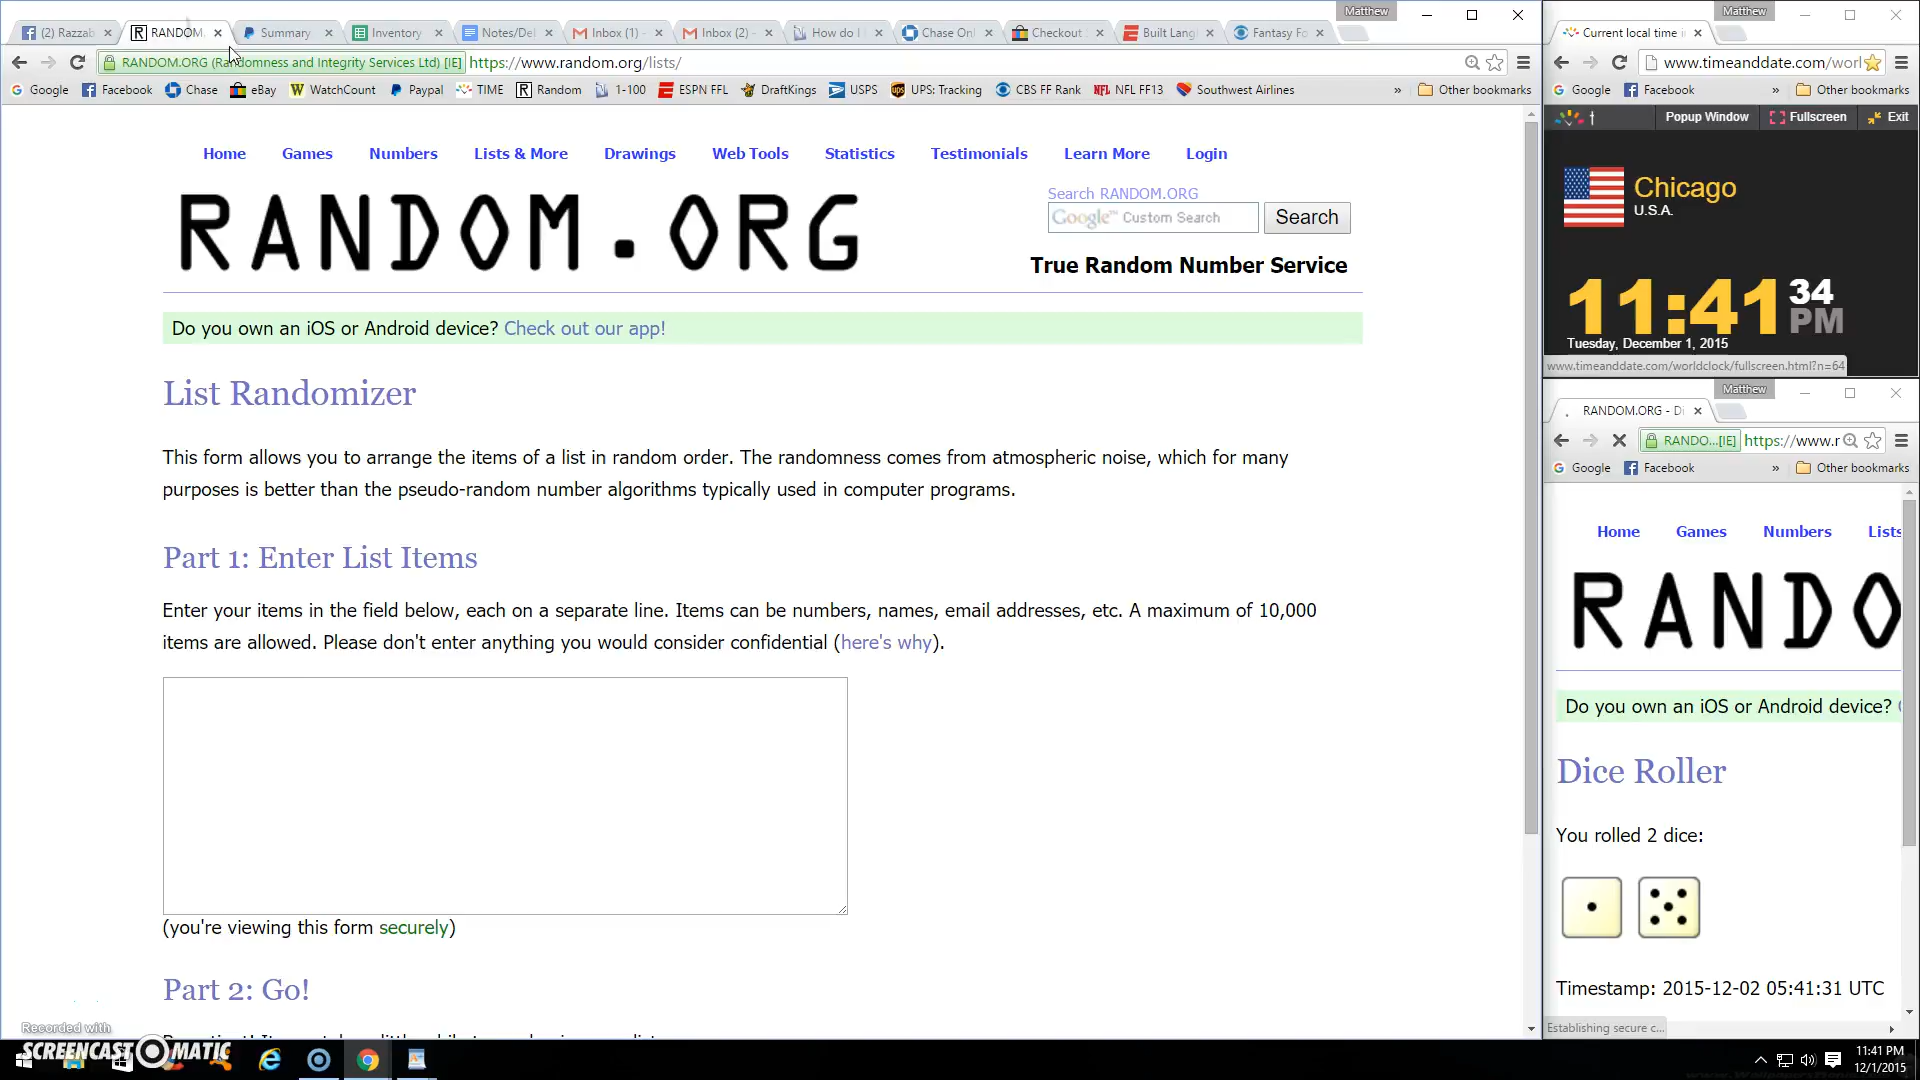 Matthew
(2) Razzab
RANDOM.
Summary
Inventory
Notes/Del
Inbox (1) -
Inbox (2) -
How do I
Chase Onl
Checkout
Built Lang
Fantasy Fo
RANDOM.ORG (Randomness and Integrity Services Ltd) [IE]
https://www.random.org/lists/
Google
Facebook
Chase
eBay
WatchCount
Paypal
TIME
Random
1-100
ESPN FFL
DraftKings
USPS
UPS: Tracking
CBS FF Rank
NFL FF13
Southwest Airlines
»
Other bookmarks
Home
Games
Numbers
Lists & More
Drawings
Web Tools
Statistics
Testimonials
Learn More
Login
RANDOM.ORG
Search RANDOM.ORG
Google™ Custom Search
Search
True Random Number Service
Do you own an iOS or Android device? Check out our app!
List Randomizer
This form allows you to arrange the items of a list in random order. The randomness comes from atmospheric noise, which for many
purposes is better than the pseudo-random number algorithms typically used in computer programs.
Part 1: Enter List Items
Enter your items in the field below, each on a separate line. Items can be numbers, names, email addresses, etc. A maximum of 10,000
items are allowed. Please don't enter anything you would consider confidential (here's why).
(you're viewing this form securely)
Part 2: Go!
Recorded with
SCREENCAST-O-MATIC
Matthew
Current local time i
www.timeanddate.com/worl
Google
Facebook
»
Other bookmarks
t
Popup Window
Fullscreen
Exit
Chicago
U.S.A.
11:41 34 PM
Tuesday, December 1, 2015
www.timeanddate.com/worldclock/fullscreen.html?n=64
Matthew
RANDOM.ORG - Di
RANDO...[IE]
https://www.r
Google
Facebook
»
Other bookmarks
Home
Games
Numbers
Lists
RANDO
Do you own an iOS or Android device?
Dice Roller
You rolled 2 dice:
Timestamp: 2015-12-02 05:41:31 UTC
Establishing secure c...
11:41 PM
12/1/2015